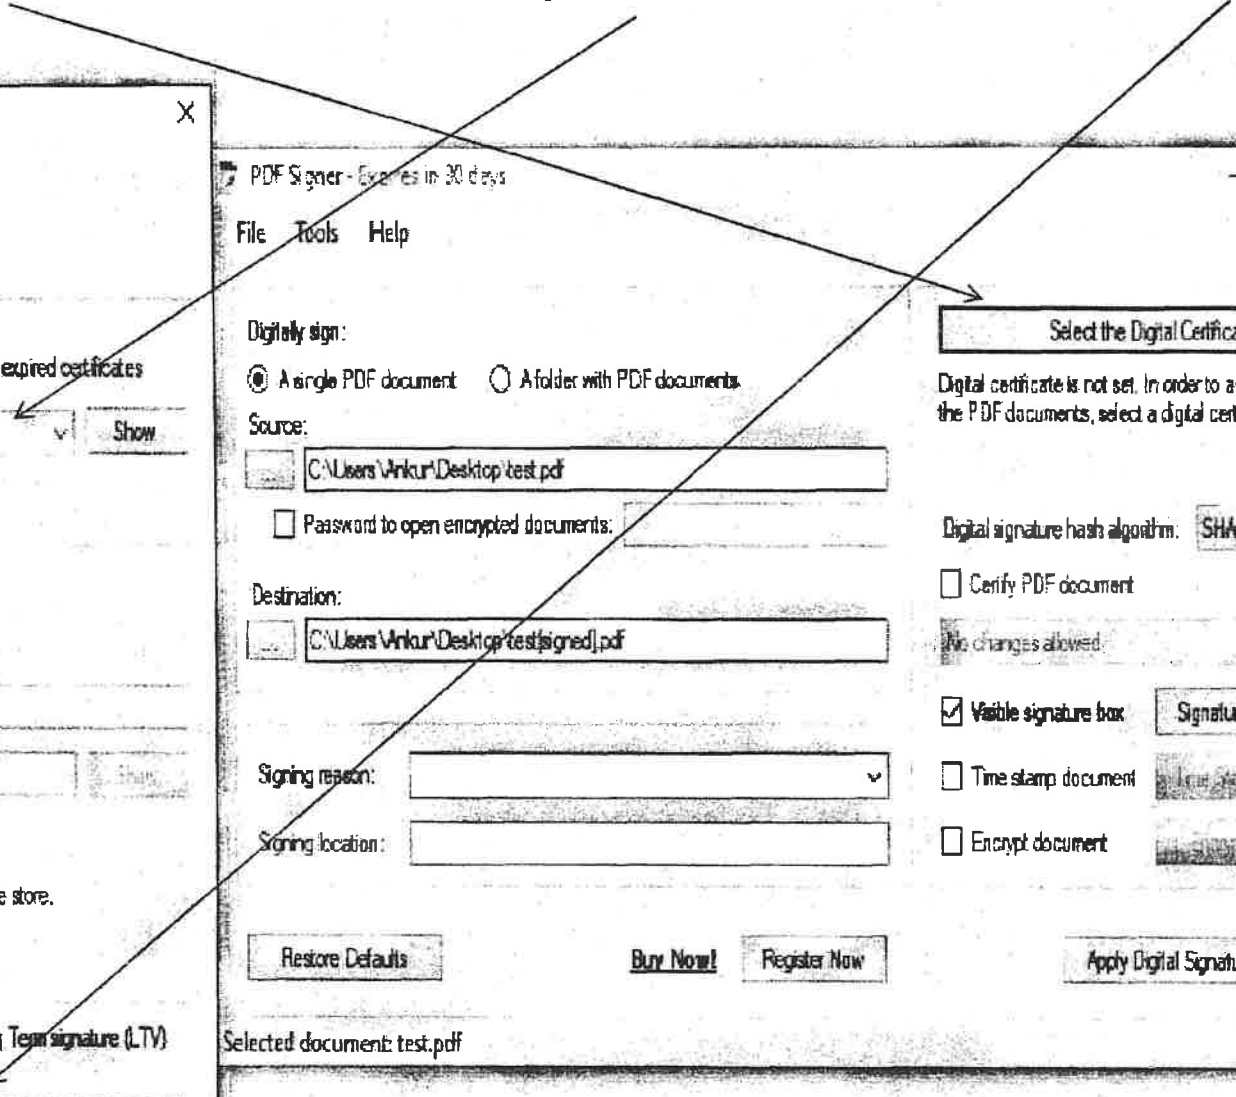 X
PDF Signer - Expires in 30 days
File Tools Help
expired certificates
Show
Digitally sign:
A single PDF document A folder with PDF documents
Source:
... C:\Users\Ankur\Desktop\test.pdf
Password to open encrypted documents:
Destination:
... C:\Users\Ankur\Desktop\test[signed].pdf
Signing reason:
Signing location:
Restore Defaults Buy Now! Register Now
Selected document: test.pdf
Select the Digital Certifica
Digital certificate is not set. In order to a
the PDF documents, select a digital cert
Digital signature hash algorithm: SHA
Certify PDF document
No changes allowed
Visible signature box Signatu
Time stamp document
Encrypt document
Apply Digital Signatu
e store.
Term signature (LTV)